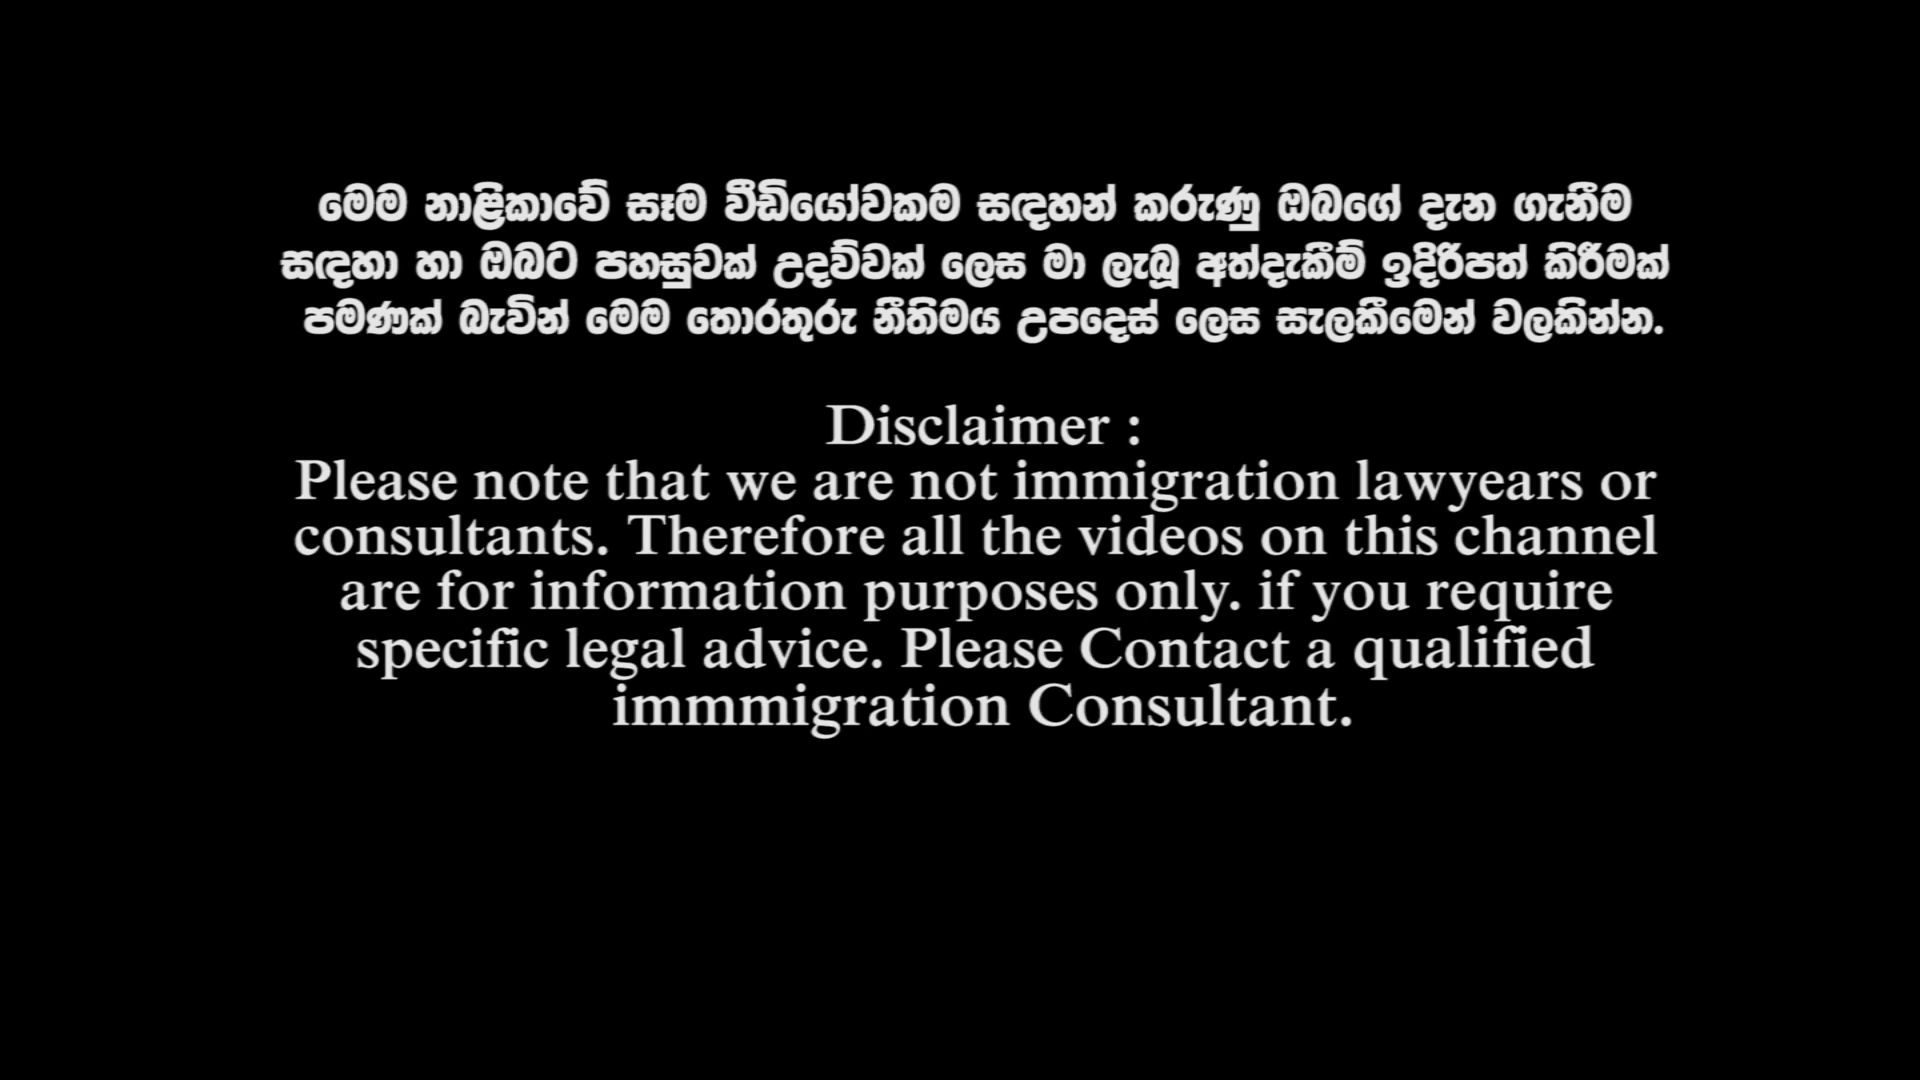 මෙම නාළිකාවේ සෑම වීඩියෝවකම සඳහන් කරුණු ඔබගේ දැන ගැනීම
සඳහා හා ඔබට පහසුවක් උදව්වක් ලෙස මා ලැබූ අත්දැකීම් ඉදිරිපත් කිරීමක්
පමණක් බැවින් මෙම තොරතුරු නීතිමය උපදෙස් ලෙස සැලකීමෙන් වලකින්න.
Disclaimer :
Please note that we are not immigration lawyears or
consultants. Therefore all the videos on this channel
are for information purposes only. if you require
specific legal advice. Please Contact a qualified
immmigration Consultant.